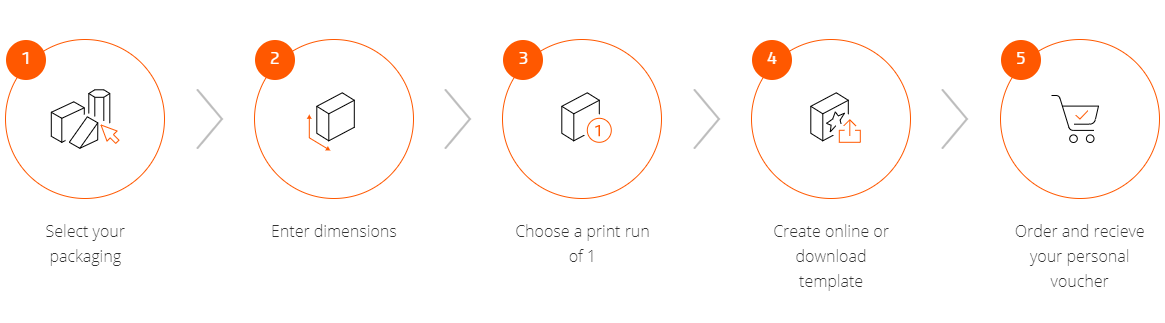 1
Select your
packaging
2
Enter dimensions
3
1
Choose a print run
of 1
4
Create online or
download
template
5
Order and recieve
your personal
voucher